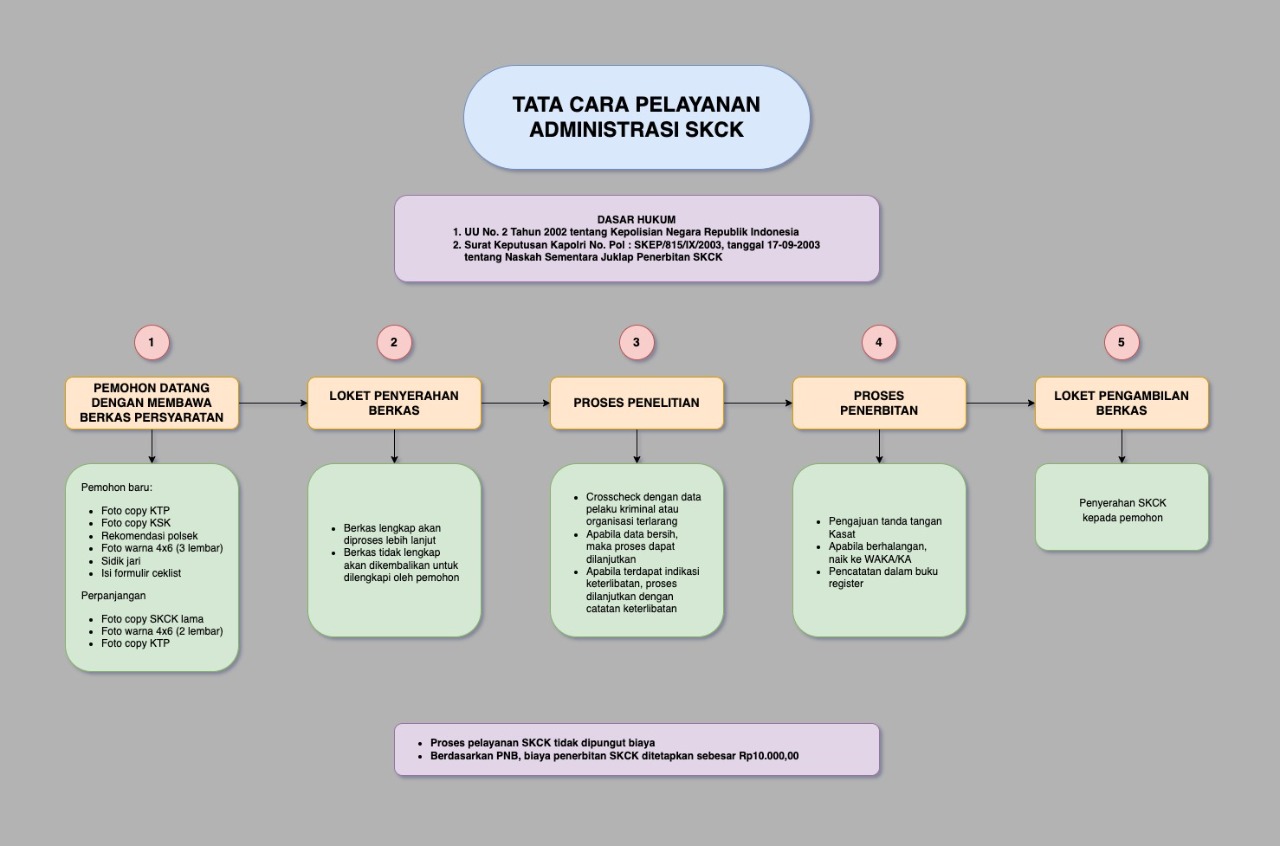 TATA CARA PELAYANAN
ADMINISTRASI SKCK
DASAR HUKUM
1. UU No. 2 Tahun 2002 tentang Kepolisian Negara Republik Indonesia
2. Surat Keputusan Kapolri No. Pol : SKEP/815/IX/2003, tanggal 17-09-2003
tentang Naskah Sementara Juklap Penerbitan SKCK
1
PEMOHON DATANG
DENGAN MEMBAWA
BERKAS PERSYARATAN
Pemohon baru:
• Foto copy KTP
• Foto copy KSK
• Rekomendasi polsek
• Foto warna 4x6 (3 lembar)
• Sidik jari
• Isi formulir ceklist
Perpanjangan
• Foto copy SKCK lama
• Foto warna 4x6 (2 lembar)
• Foto copy KTP
2
LOKET PENYERAHAN
BERKAS
• Berkas lengkap akan
diproses lebih lanjut
• Berkas tidak lengkap
akan dikembalikan untuk
dilengkapi oleh pemohon
3
PROSES PENELITIAN
• Crosscheck dengan data
pelaku kriminal atau
organisasi terlarang
• Apabila data bersih,
maka proses dapat
dilanjutkan
• Apabila terdapat indikasi
keterlibatan, proses
dilanjutkan dengan
catatan keterlibatan
4
PROSES
PENERBITAN
• Pengajuan tanda tangan
Kasat
• Apabila berhalangan,
naik ke WAKA/KA
• Pencatatan dalam buku
register
5
LOKET PENGAMBILAN
BERKAS
Penyerahan SKCK
kepada pemohon
• Proses pelayanan SKCK tidak dipungut biaya
• Berdasarkan PNB, biaya penerbitan SKCK ditetapkan sebesar Rp10.000,00